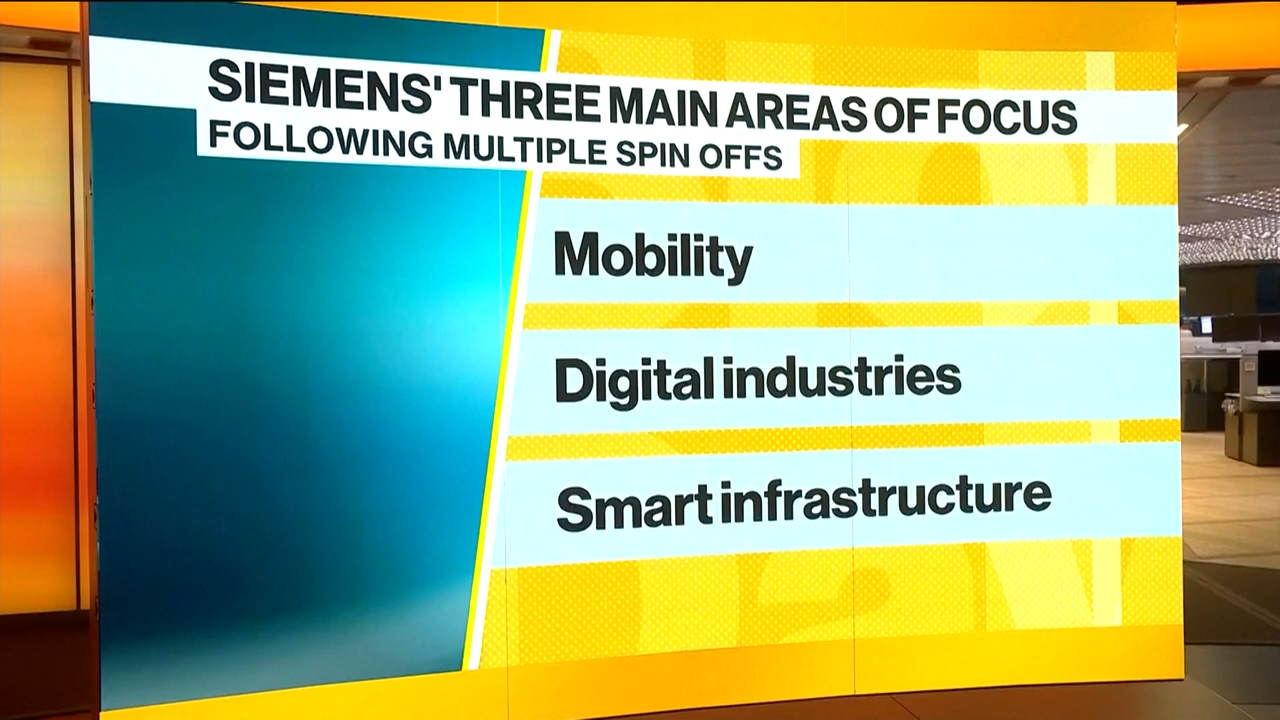 SIEMENS' THREE MAIN AREAS OF FOCUS
FOLLOWING MULTIPLE SPIN OFFS
Mobility
Digital industries
Smart infrastructure